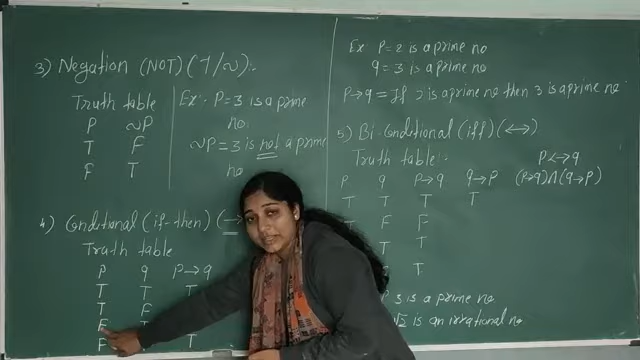 3) Negation (NOT) (¬/~):-
Truth table
P ~P
T F
F T
Ex:- P = 3 is a prime
no.
~P = 3 is not a prime
no
4) Conditional (if-then) (→
Truth table
P q P→q
T T T
T F
F T
F T
Ex: P = 2 is a prime no
q = 3 is a prime no
P→q = If 2 is a prime no then 3 is a prime no.
5) Bi-Conditional (iff) (↔)
Truth table:- P↔q
P q P→q q→P (P→q)∧(q→P)
T T T T
T F F
T T
T
3 is a prime no
√2 is an irrational no